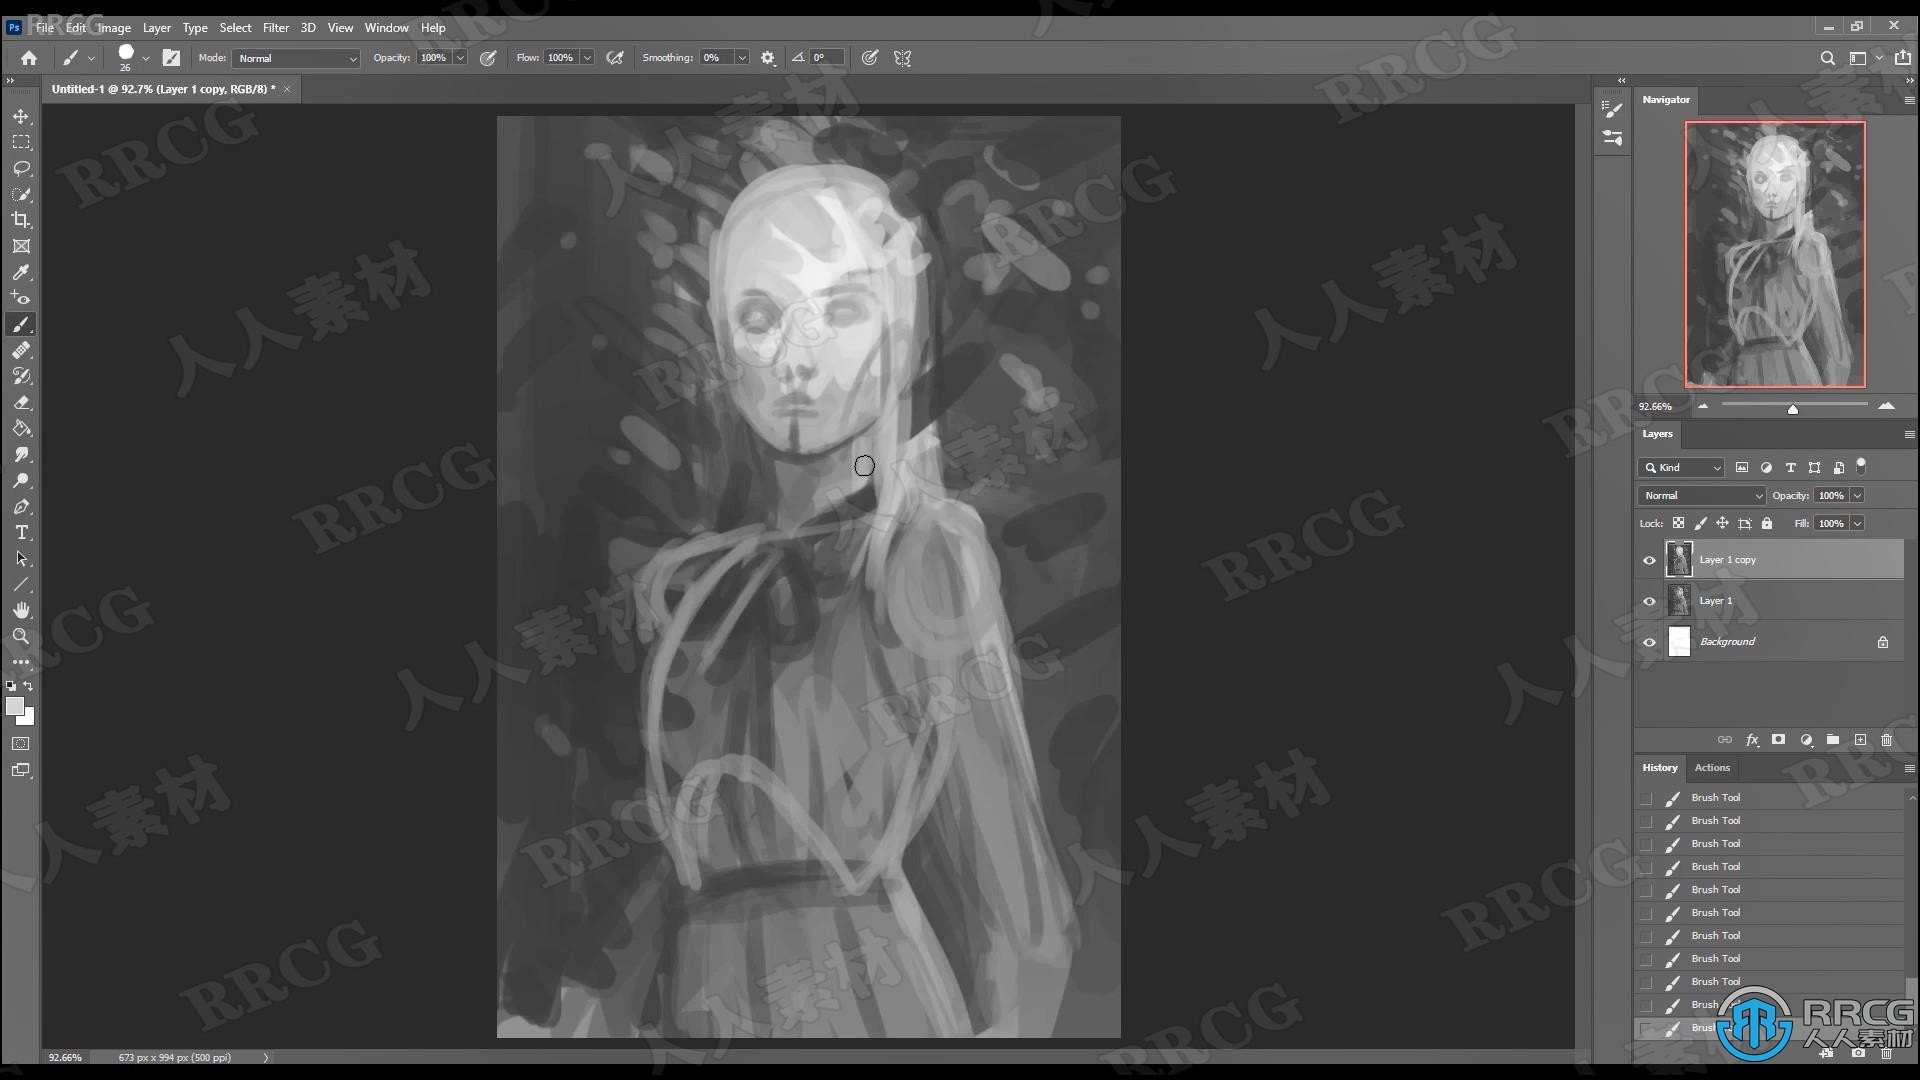 File Edit Image Layer Type Select Filter 3D View Window Help
26
Mode: Normal
Opacity: 100%
Flow: 100%
Smoothing: 0%
0°
Untitled-1 @ 92.7% (Layer 1 copy, RGB/8) * ×
Navigator
92.66%
Layers
Kind
Normal
Opacity: 100%
Lock:
Fill: 100%
Layer 1 copy
Layer 1
Background
fx
History Actions
Brush Tool
Brush Tool
Brush Tool
Brush Tool
Brush Tool
Brush Tool
Brush Tool
Brush Tool
Brush Tool
92.66% 673 px x 994 px (500 ppi)
RRCG
人人素材